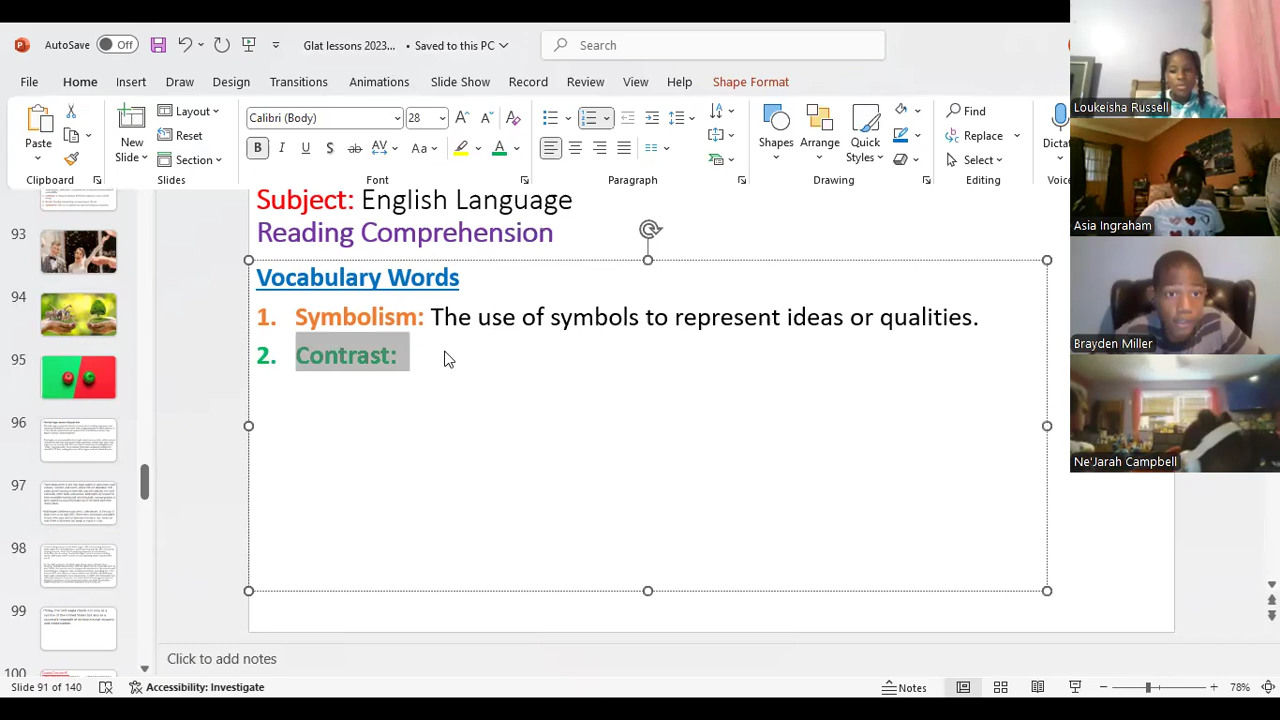 AutoSave Off Glat lessons 2023... • Saved to this PC Search
File Home Insert Draw Design Transitions Animations Slide Show Record Review View Help Shape Format
Paste
Clipboard
New
Slide
Layout
Reset
Section
Slides
Calibri (Body) 28
B I U S ab AV Aa A
Font
Paragraph
Shapes Arrange Quick
Styles
Drawing
Find
Replace
Select
Editing
Dictat
Voice
Loukeisha Russell
Asia Ingraham
Brayden Miller
Ne'Jarah Campbell
93
94
95
96
97
98
99
100
Subject: English Language
Reading Comprehension
Vocabulary Words
1. Symbolism: The use of symbols to represent ideas or qualities.
2. Contrast:
Click to add notes
Slide 91 of 140 Accessibility: Investigate Notes 78%